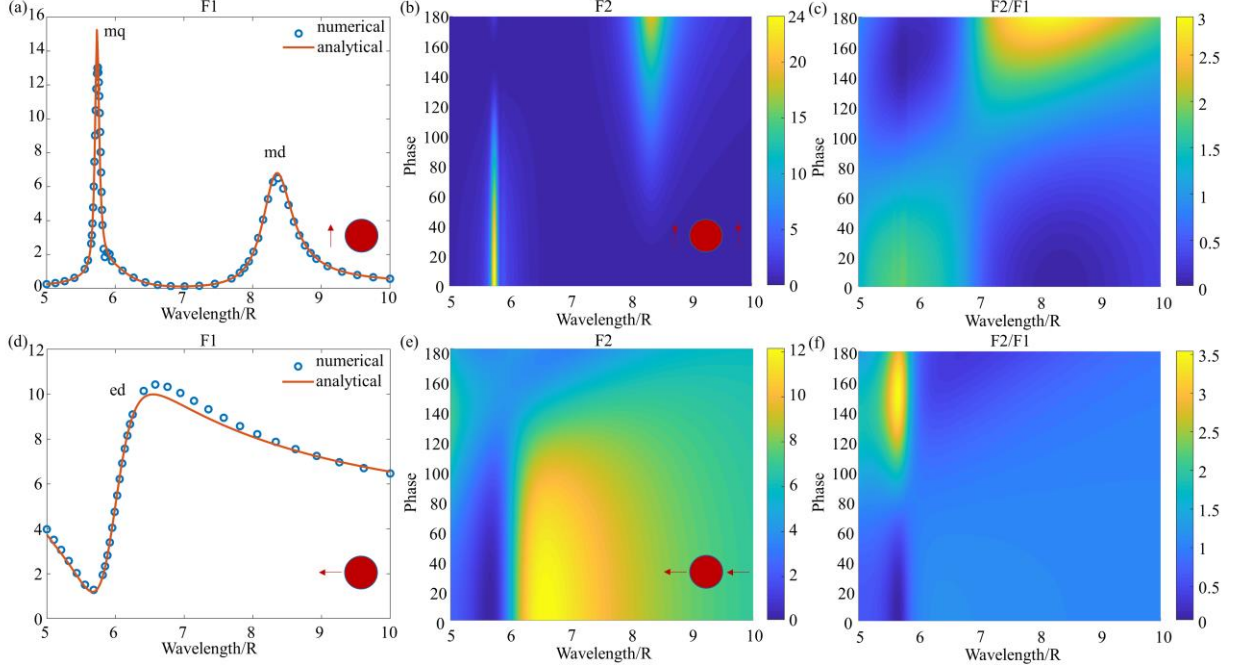 (a)
F1
16
14
12
10
8
6
4
2
0
mq
md
numerical
analytical
5 6 7 8 9 10
Wavelength/R
(b)
F2
180
160
140
120
100
80
60
40
20
0
Phase
5 6 7 8 9 10
Wavelength/R
24
20
15
10
5
0
(c)
F2/F1
180
160
140
120
100
80
60
40
20
0
Phase
5 6 7 8 9 10
Wavelength/R
3
2.5
2
1.5
1
0.5
0
(d)
F1
12
10
8
6
4
2
0
ed
numerical
analytical
5 6 7 8 9 10
Wavelength/R
(e)
F2
180
160
140
120
100
80
60
40
20
0
Phase
5 6 7 8 9 10
Wavelength/R
12
10
8
6
4
2
0
(f)
F2/F1
180
160
140
120
100
80
60
40
20
0
Phase
5 6 7 8 9 10
Wavelength/R
3.5
3
2.5
2
1.5
1
0.5
0